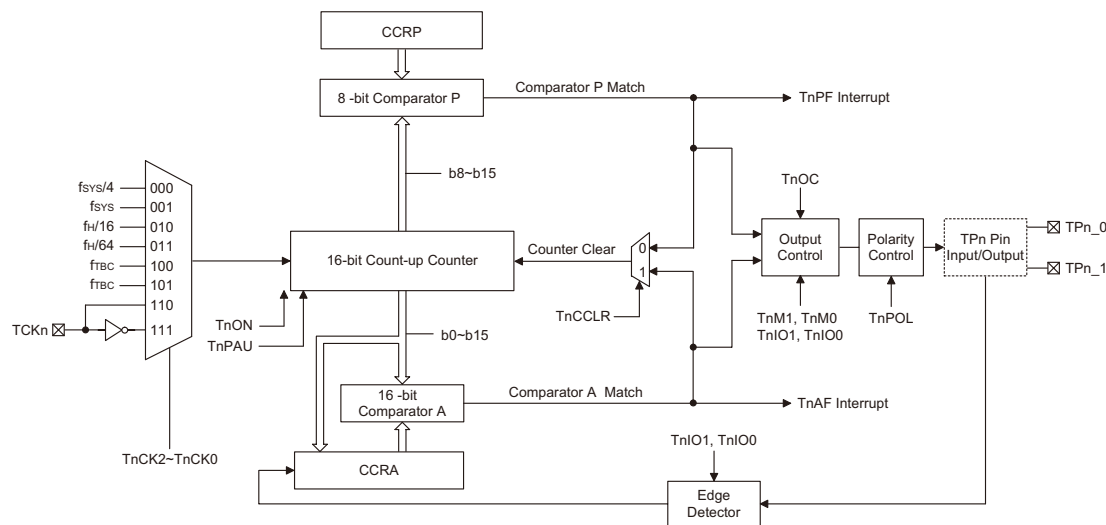 CCRP
8 -bit Comparator P
Comparator P Match
TnPF Interrupt
b8~b15
fSYS/4
000
fSYS
001
fH/16
010
fH/64
011
fTBC
100
fTBC
101
110
TCKn
111
16-bit Count-up Counter
Counter Clear
0
1
TnOC
Output
Control
Polarity
Control
TPn Pin
Input/Output
TPn_0
TPn_1
TnON
TnPAU
b0~b15
TnCCLR
TnM1, TnM0
TnIO1, TnIO0
TnPOL
16 -bit
Comparator A
Comparator A  Match
TnAF Interrupt
TnCK2~TnCK0
CCRA
TnIO1, TnIO0
Edge
Detector